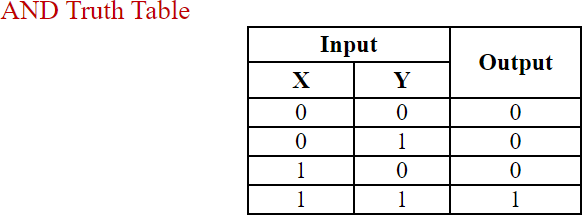 AND Truth Table
Input Output
X Y
0 0 0
0 1 0
1 0 0
1 1 1